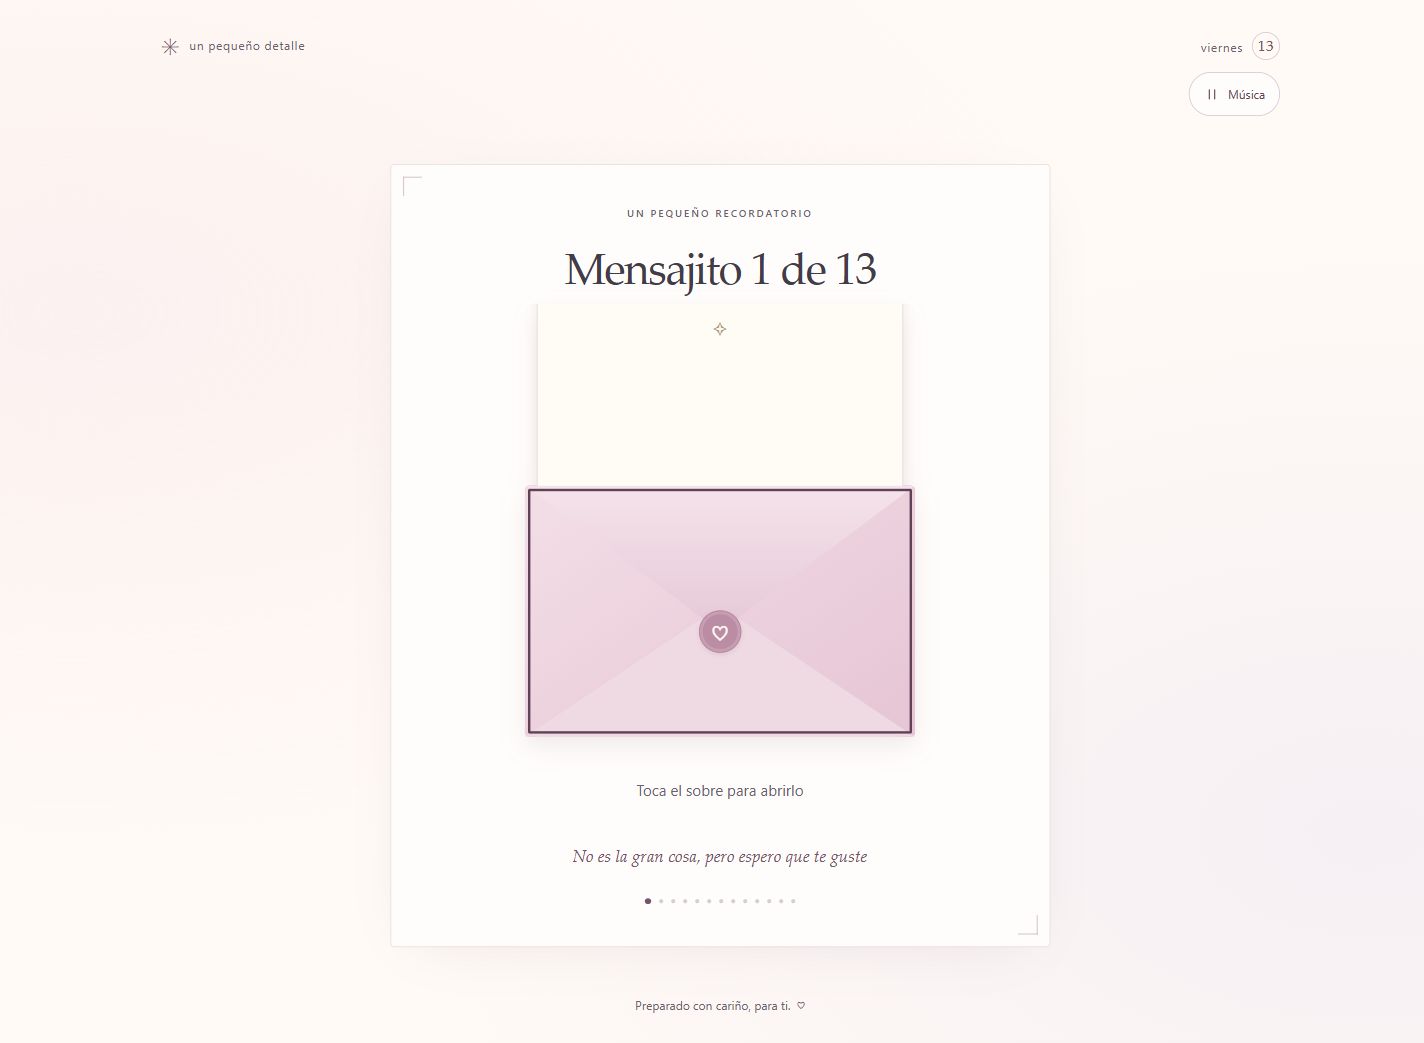 un pequeño detalle
viernes 13
Música
UN PEQUEÑO RECORDATORIO
Mensajito 1 de 13
Toca el sobre para abrirlo
No es la gran cosa, pero espero que te guste
Preparado con cariño, para ti. ♡